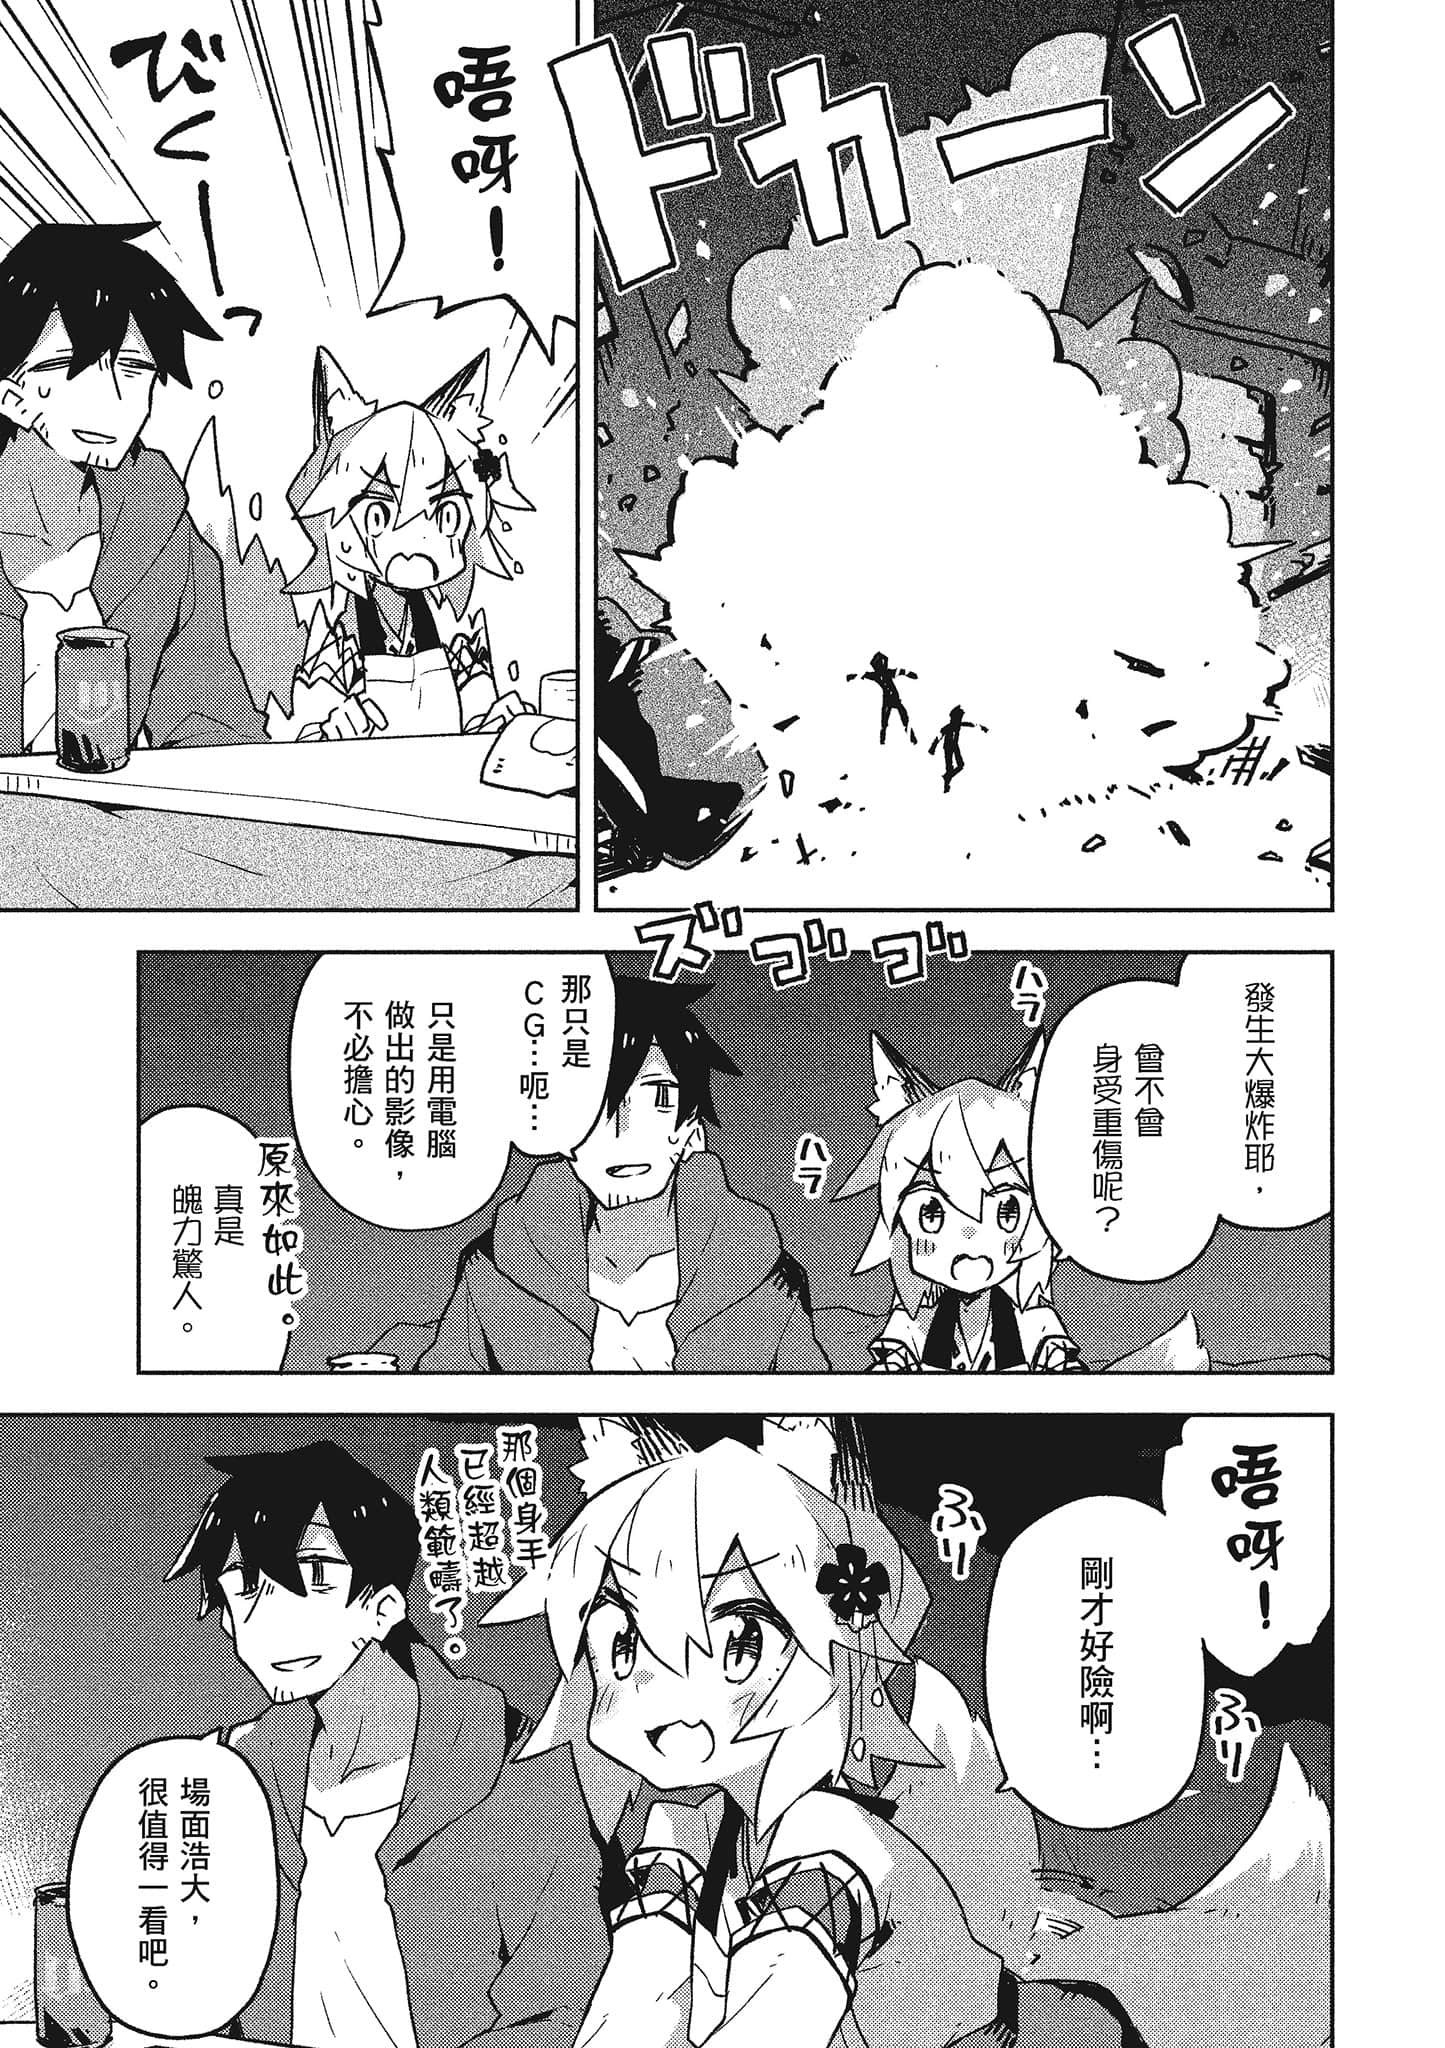 ドカーン
唔呀！
びくーっ
發生大爆炸耶，
會不會
身受重傷呢？
ハラ
ハラ
ズゴゴゴ
那只是
CG…呃…
只是用電腦
做出的影像，
不必擔心。
原來如此。
真是
魄力驚人。
唔呀！
剛才好險啊…
ふり
ふり
那個身手
已經超越
人類範疇了。
場面浩大，
很值得一看吧。